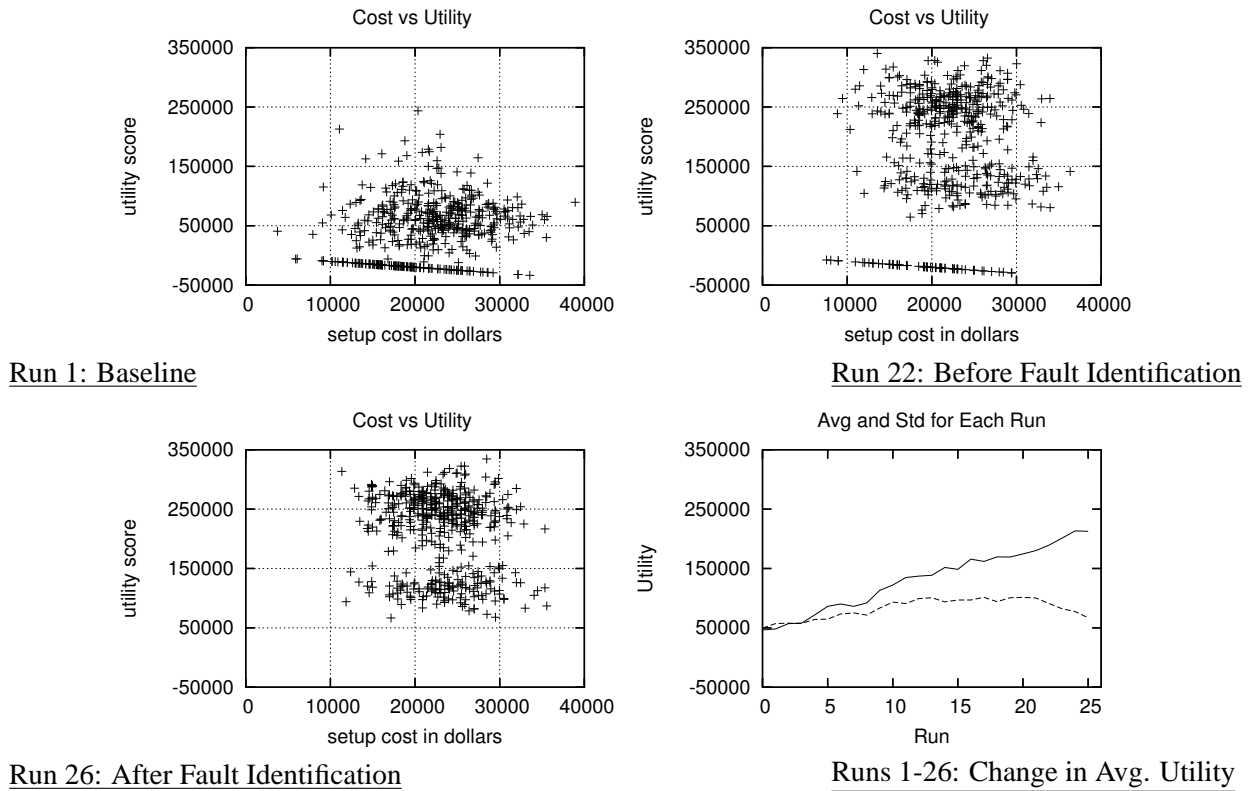 Cost vs Utility
350000
250000
150000
50000
-50000
utility score
0 10000 20000 30000 40000
setup cost in dollars
Run 1: Baseline
Cost vs Utility
350000
250000
150000
50000
-50000
utility score
0 10000 20000 30000 40000
setup cost in dollars
Run 22: Before Fault Identification
Cost vs Utility
350000
250000
150000
50000
-50000
utility score
0 10000 20000 30000 40000
setup cost in dollars
Run 26: After Fault Identification
Avg and Std for Each Run
350000
250000
150000
50000
-50000
Utility
0 5 10 15 20 25
Run
Runs 1-26: Change in Avg. Utility